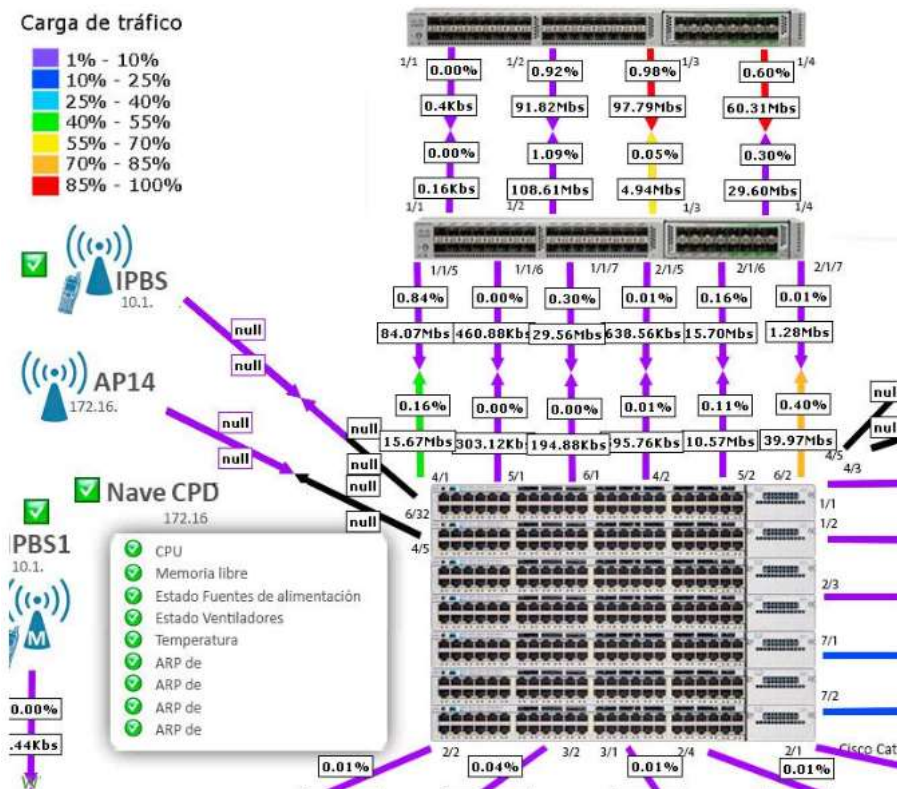 Carga de tráfico
1% - 10%
10% - 25%
25% - 40%
40% - 55%
55% - 70%
70% - 85%
85% - 100%
1/1 1/2 1/3 1/4
0.00% 0.92% 0.98% 0.60%
0.4Kbs 91.82Mbs 97.79Mbs 60.31Mbs
0.00% 1.09% 0.05% 0.30%
0.16Kbs 108.61Mbs 4.94Mbs 29.60Mbs
1/1 1/2 1/3 1/4
IPBS
10.1.
AP14
172.16.
1/1/5 1/1/6 1/1/7 2/1/5 2/1/6 2/1/7
0.84% 0.00% 0.30% 0.01% 0.16% 0.01%
84.07Mbs 460.88Kbs 29.56Mbs 638.56Kbs 15.70Mbs 1.28Mbs
0.16% 0.00% 0.00% 0.01% 0.11% 0.40%
15.67Mbs 303.12Kb 194.88Kbs 595.76Kbs 10.57Mbs 39.97Mbs
null
null
null
null
null
null
null
null
null
null
4/5
4/3
4/1 5/1 6/1 4/2 5/2 6/2
6/32
4/5
1/1
1/2
2/3
7/1
7/2
Nave CPD
172.16
PBS1
10.1.
M
0.00%
.44Kbs
W
CPU
Memoria libre
Estado Fuentes de alimentación
Estado Ventiladores
Temperatura
ARP de
ARP de
ARP de
ARP de
2/2 3/2 3/1 2/4 2/1
Cisco Cat
0.01% 0.04% 0.01% 0.01%